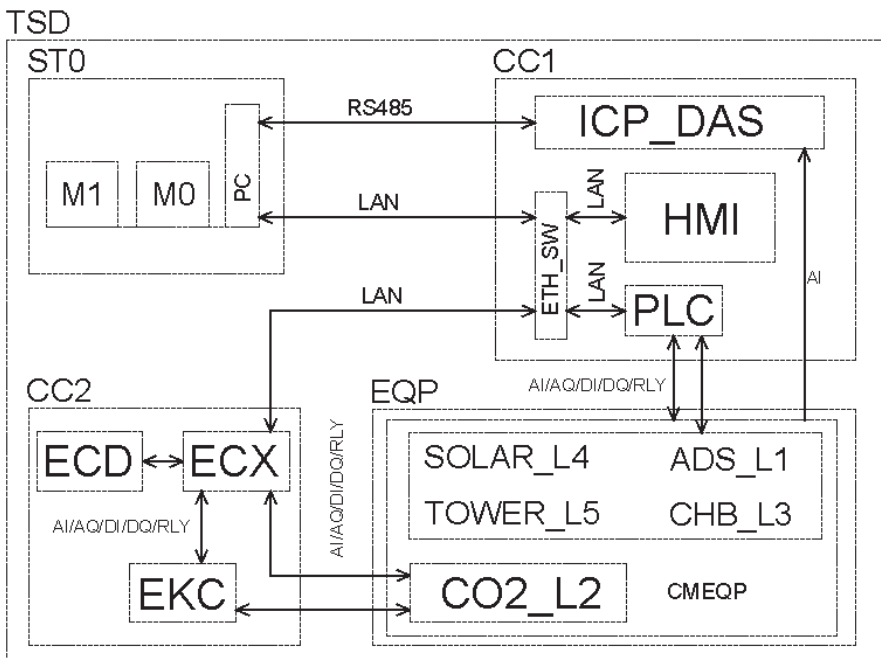 TSD
ST0
CC1
RS485
ICP_DAS
M1
M0
PC
LAN
ETH_SW
LAN
HMI
AI
LAN
LAN
PLC
CC2
EQP
AI/AQ/DI/DQ/RLY
ECD
ECX
AI/AQ/DI/DQ/RLY
SOLAR_L4
ADS_L1
TOWER_L5
CHB_L3
AI/AQ/DI/DQ/RLY
EKC
CO2_L2
CMEQP